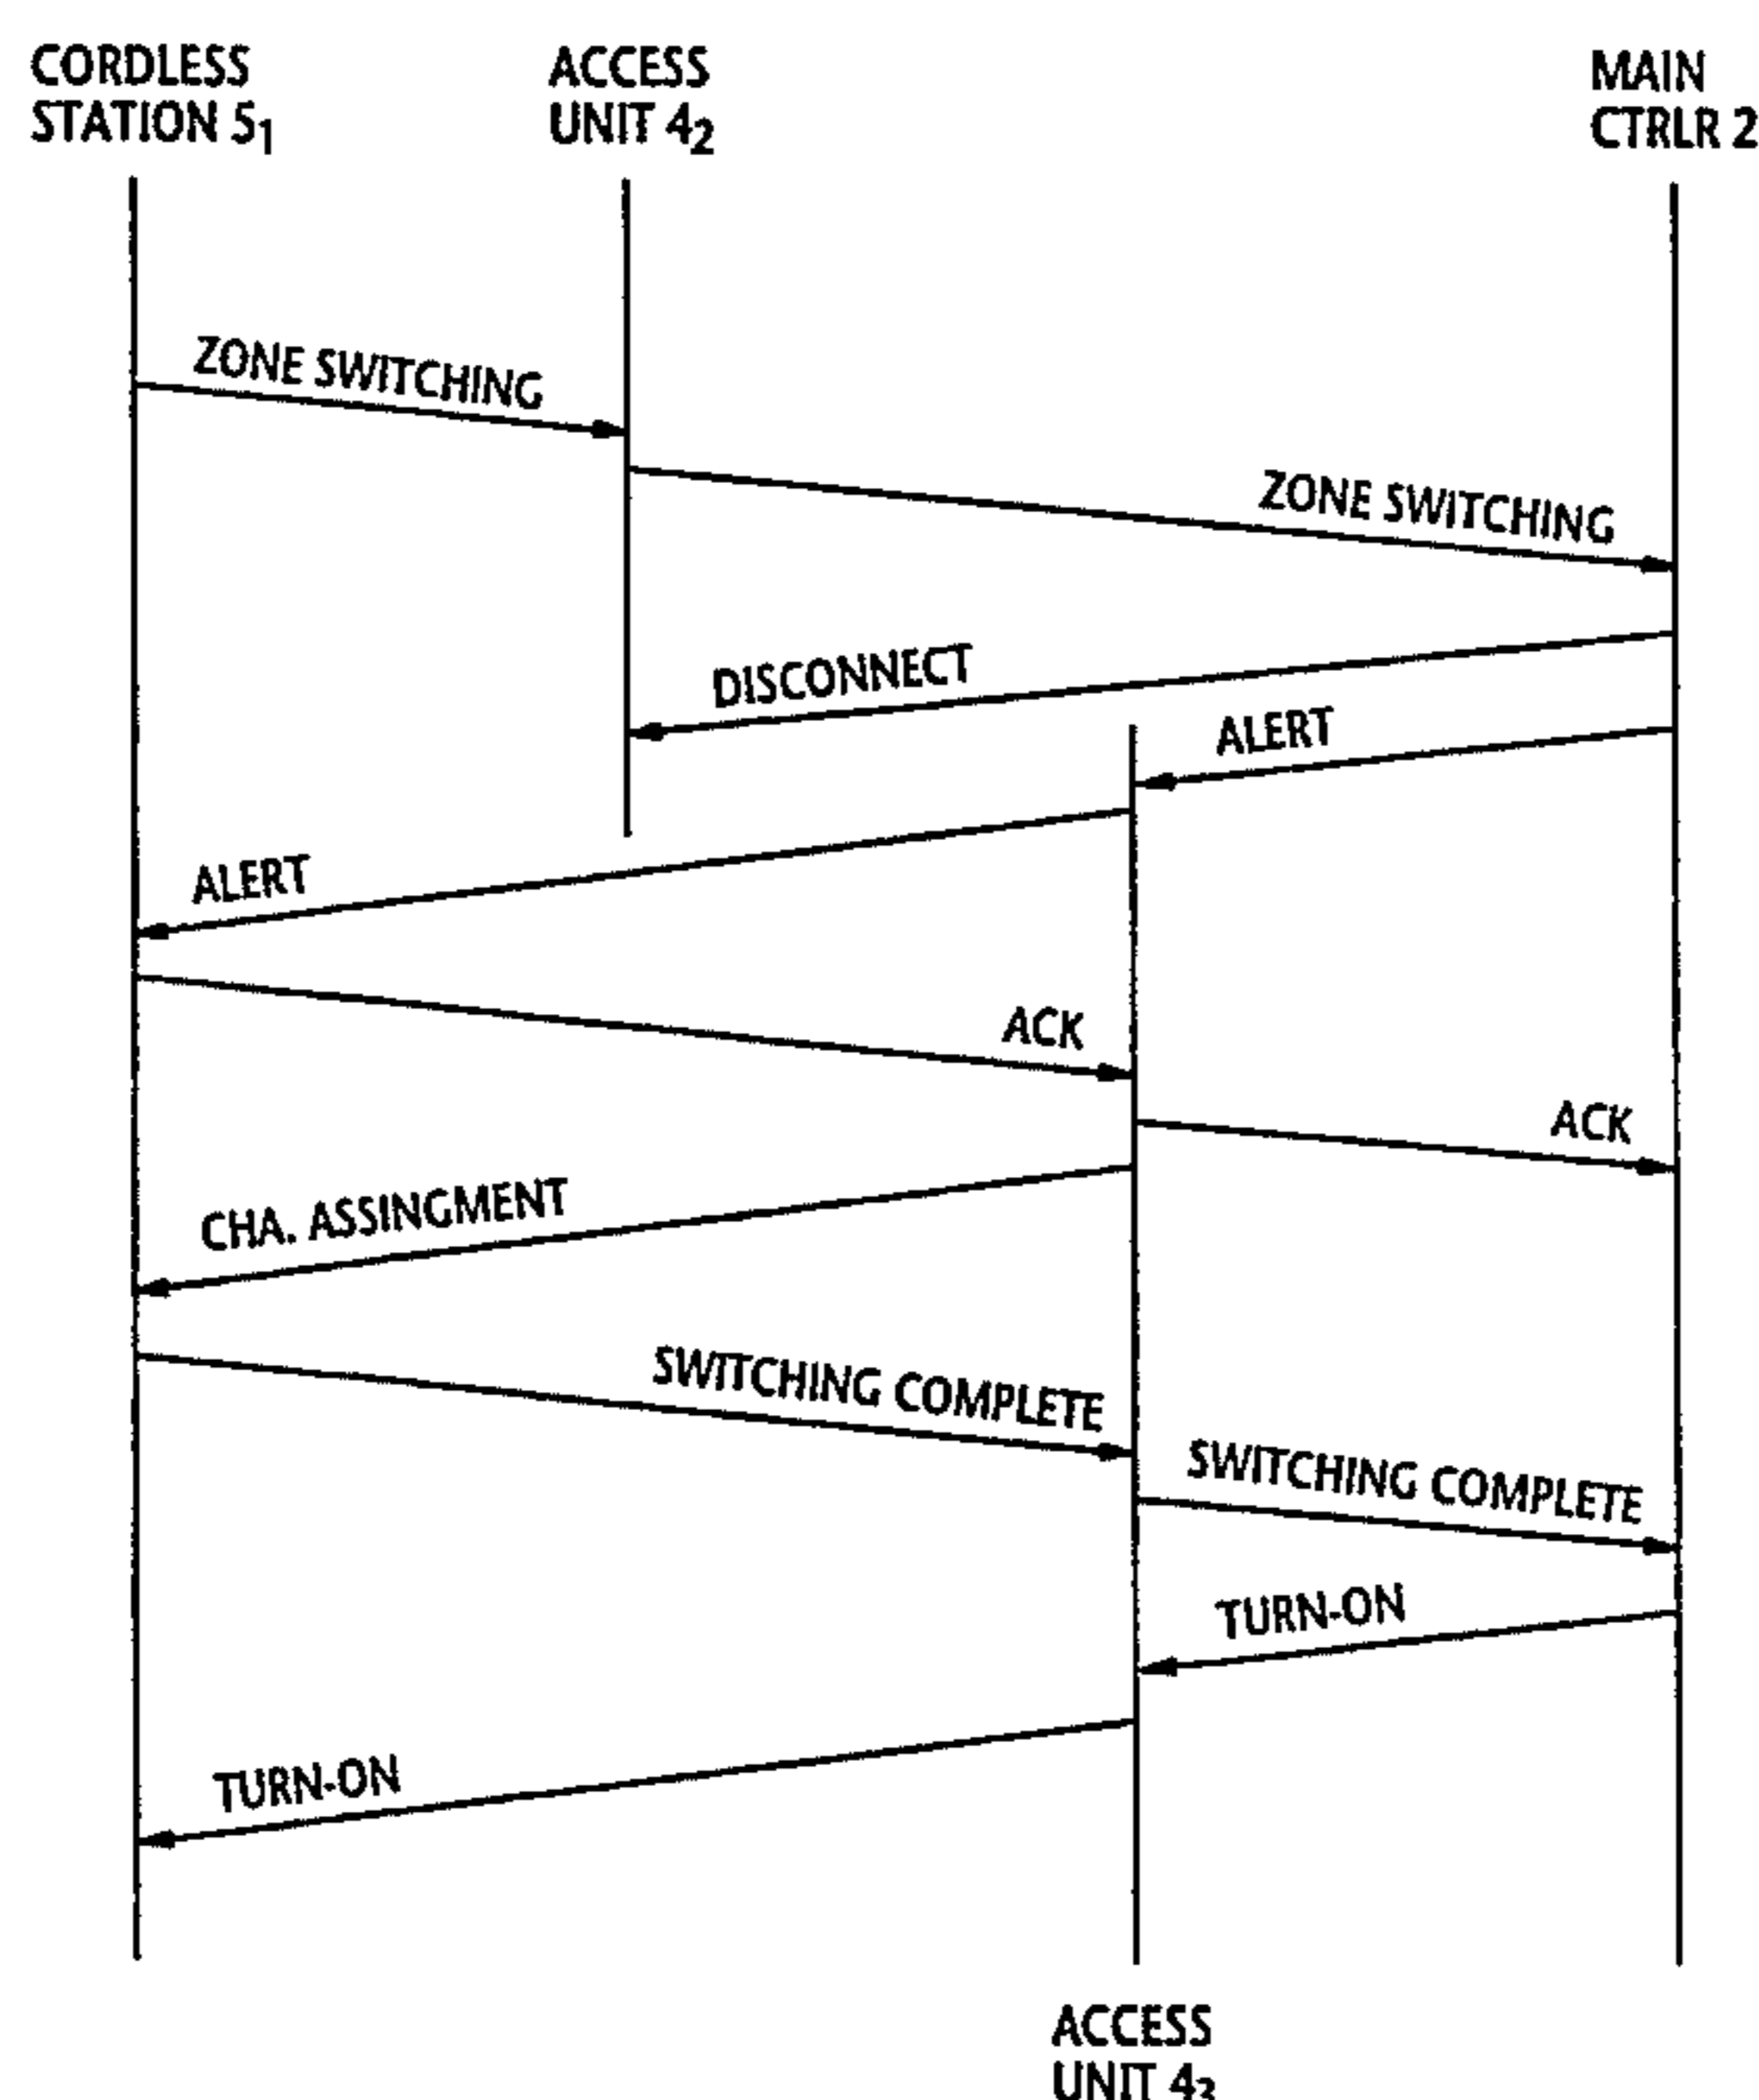 CORDLESS
STATION 5₁
ACCESS
UNIT 4₂
MAIN
CTRLR 2
ZONE SWITCHING
ZONE SWITCHING
DISCONNECT
ALERT
ALERT
ACK
ACK
CHA. ASSINGMENT
SWITCHING COMPLETE
SWITCHING COMPLETE
TURN-ON
TURN-ON
ACCESS
UNIT 4₃